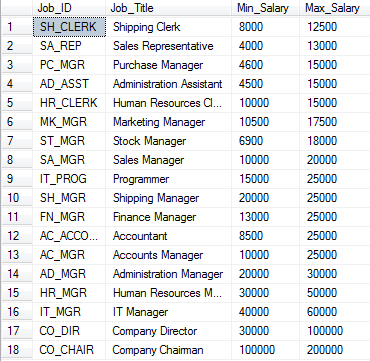 Job_ID Job_Title Min_Salary Max_Salary
1 SH_CLERK Shipping Clerk 8000 12500
2 SA_REP Sales Representative 4000 13000
3 PC_MGR Purchase Manager 4600 15000
4 AD_ASST Administration Assistant 4500 15000
5 HR_CLERK Human Resources Cl... 10000 15000
6 MK_MGR Marketing Manager 10500 17500
7 ST_MGR Stock Manager 6900 18000
8 SA_MGR Sales Manager 10000 20000
9 IT_PROG Programmer 15000 25000
10 SH_MGR Shipping Manager 20000 25000
11 FN_MGR Finance Manager 13000 25000
12 AC_ACCO... Accountant 8500 25000
13 AC_MGR Accounts Manager 10000 25000
14 AD_MGR Administration Manager 20000 30000
15 HR_MGR Human Resources M... 30000 50000
16 IT_MGR IT Manager 40000 60000
17 CO_DIR Company Director 30000 100000
18 CO_CHAIR Company Chairman 100000 200000